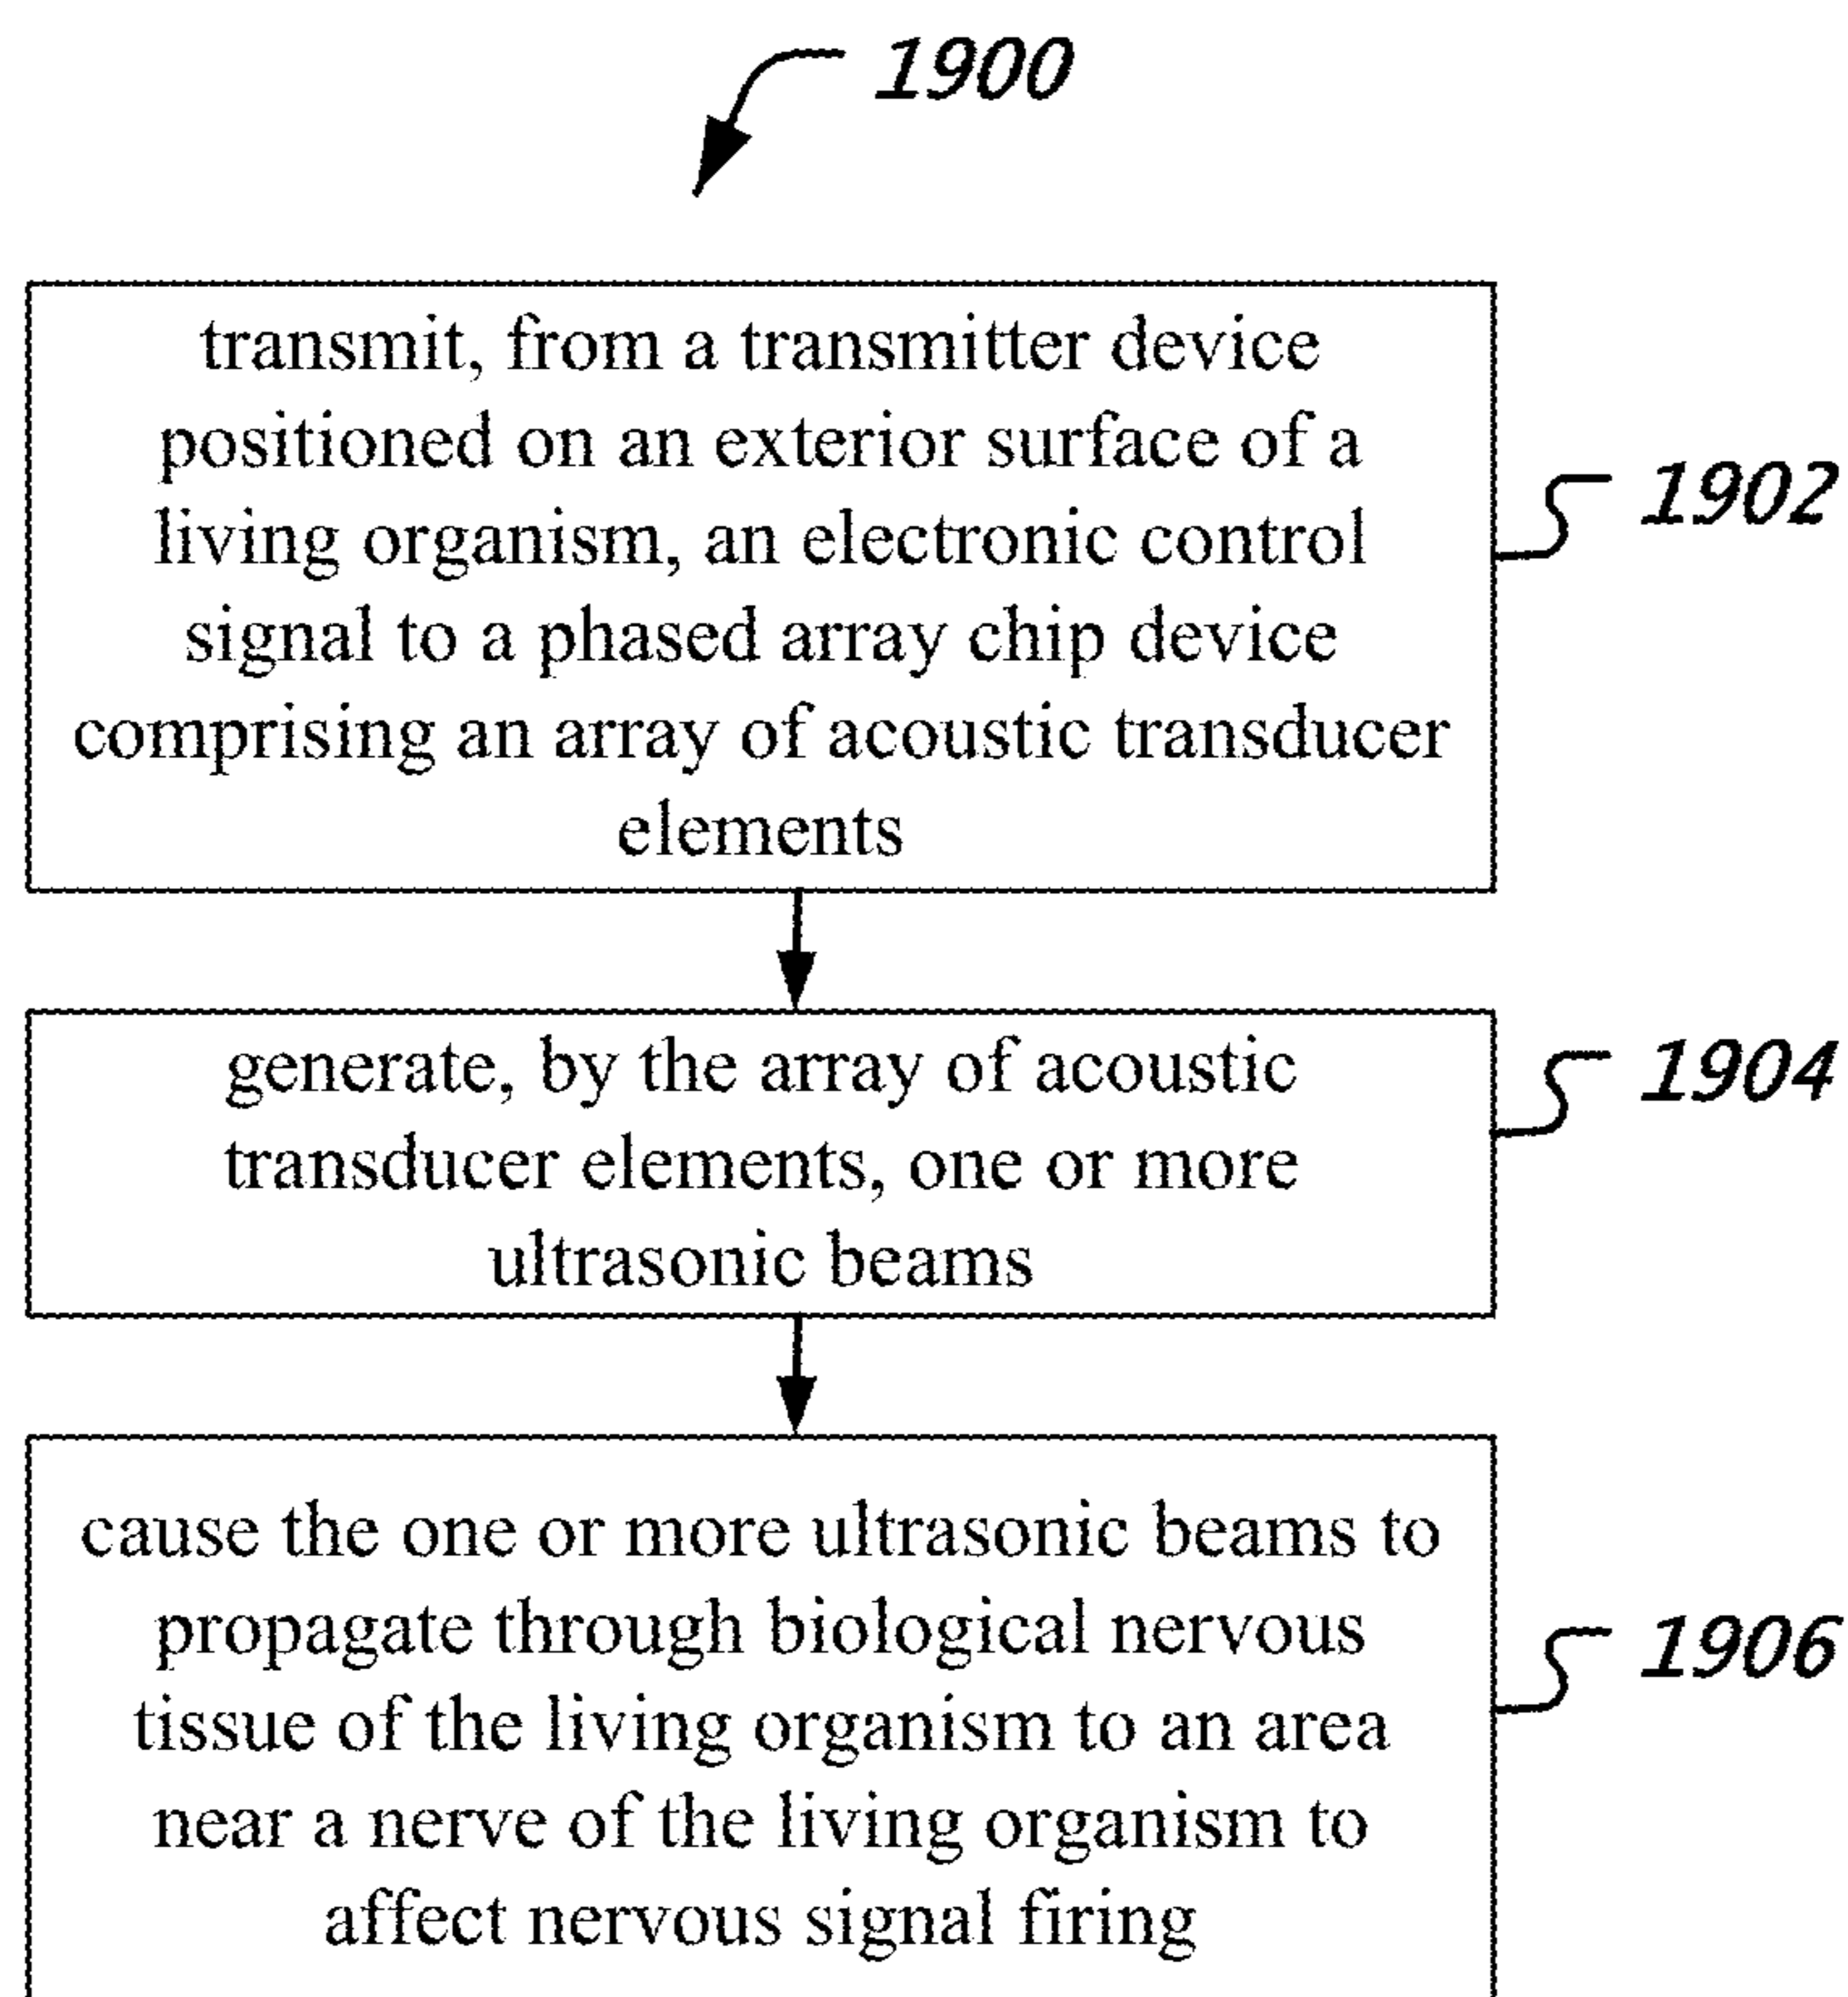 1900
transmit, from a transmitter device
positioned on an exterior surface of a
living organism, an electronic control
signal to a phased array chip device
comprising an array of acoustic transducer
elements
1902
generate, by the array of acoustic
transducer elements, one or more
ultrasonic beams
1904
cause the one or more ultrasonic beams to
propagate through biological nervous
tissue of the living organism to an area
near a nerve of the living organism to
affect nervous signal firing
1906